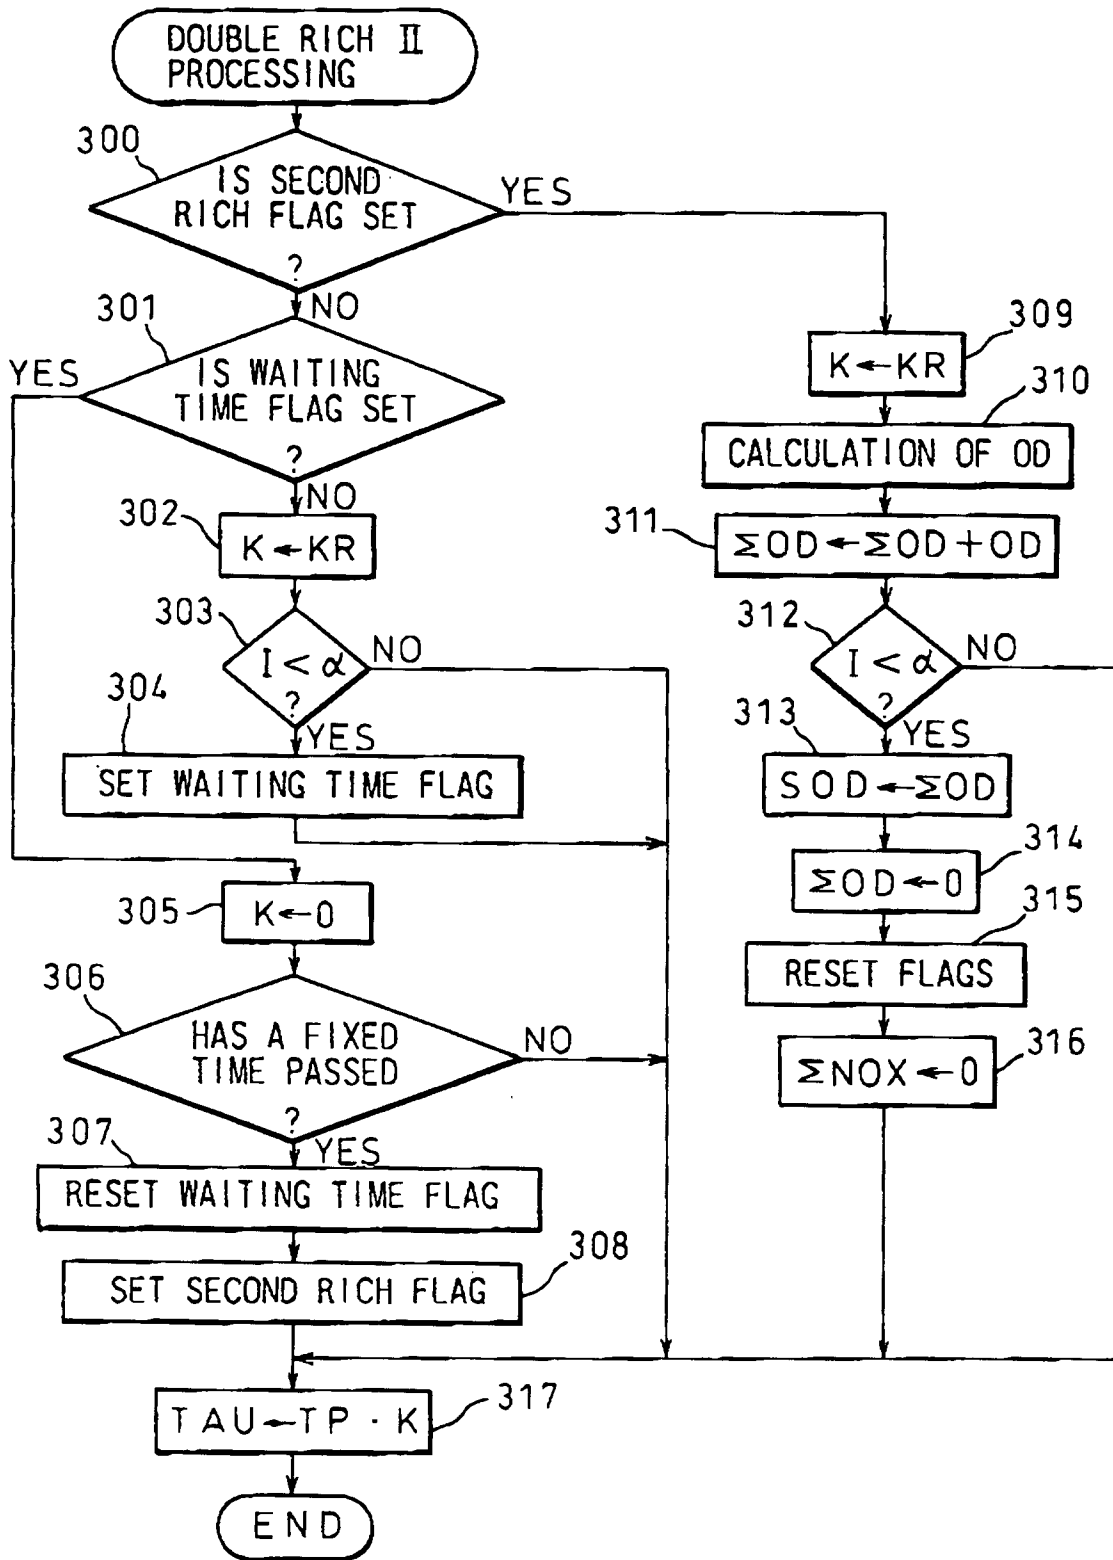 DOUBLE RICH II
PROCESSING
300
IS SECOND
RICH FLAG SET
?
YES
NO
301
YES
IS WAITING
TIME FLAG SET
?
NO
302
K←KR
303
I < α
?
NO
YES
304
SET WAITING TIME FLAG
305
K←0
306
HAS A FIXED
TIME PASSED
?
NO
YES
307
RESET WAITING TIME FLAG
308
SET SECOND RICH FLAG
309
K←KR
310
CALCULATION OF OD
311
ΣOD←ΣOD+OD
312
I < α
?
NO
YES
313
SOD←ΣOD
314
ΣOD←0
315
RESET FLAGS
316
ΣNOX←0
317
TAU←TP·K
END